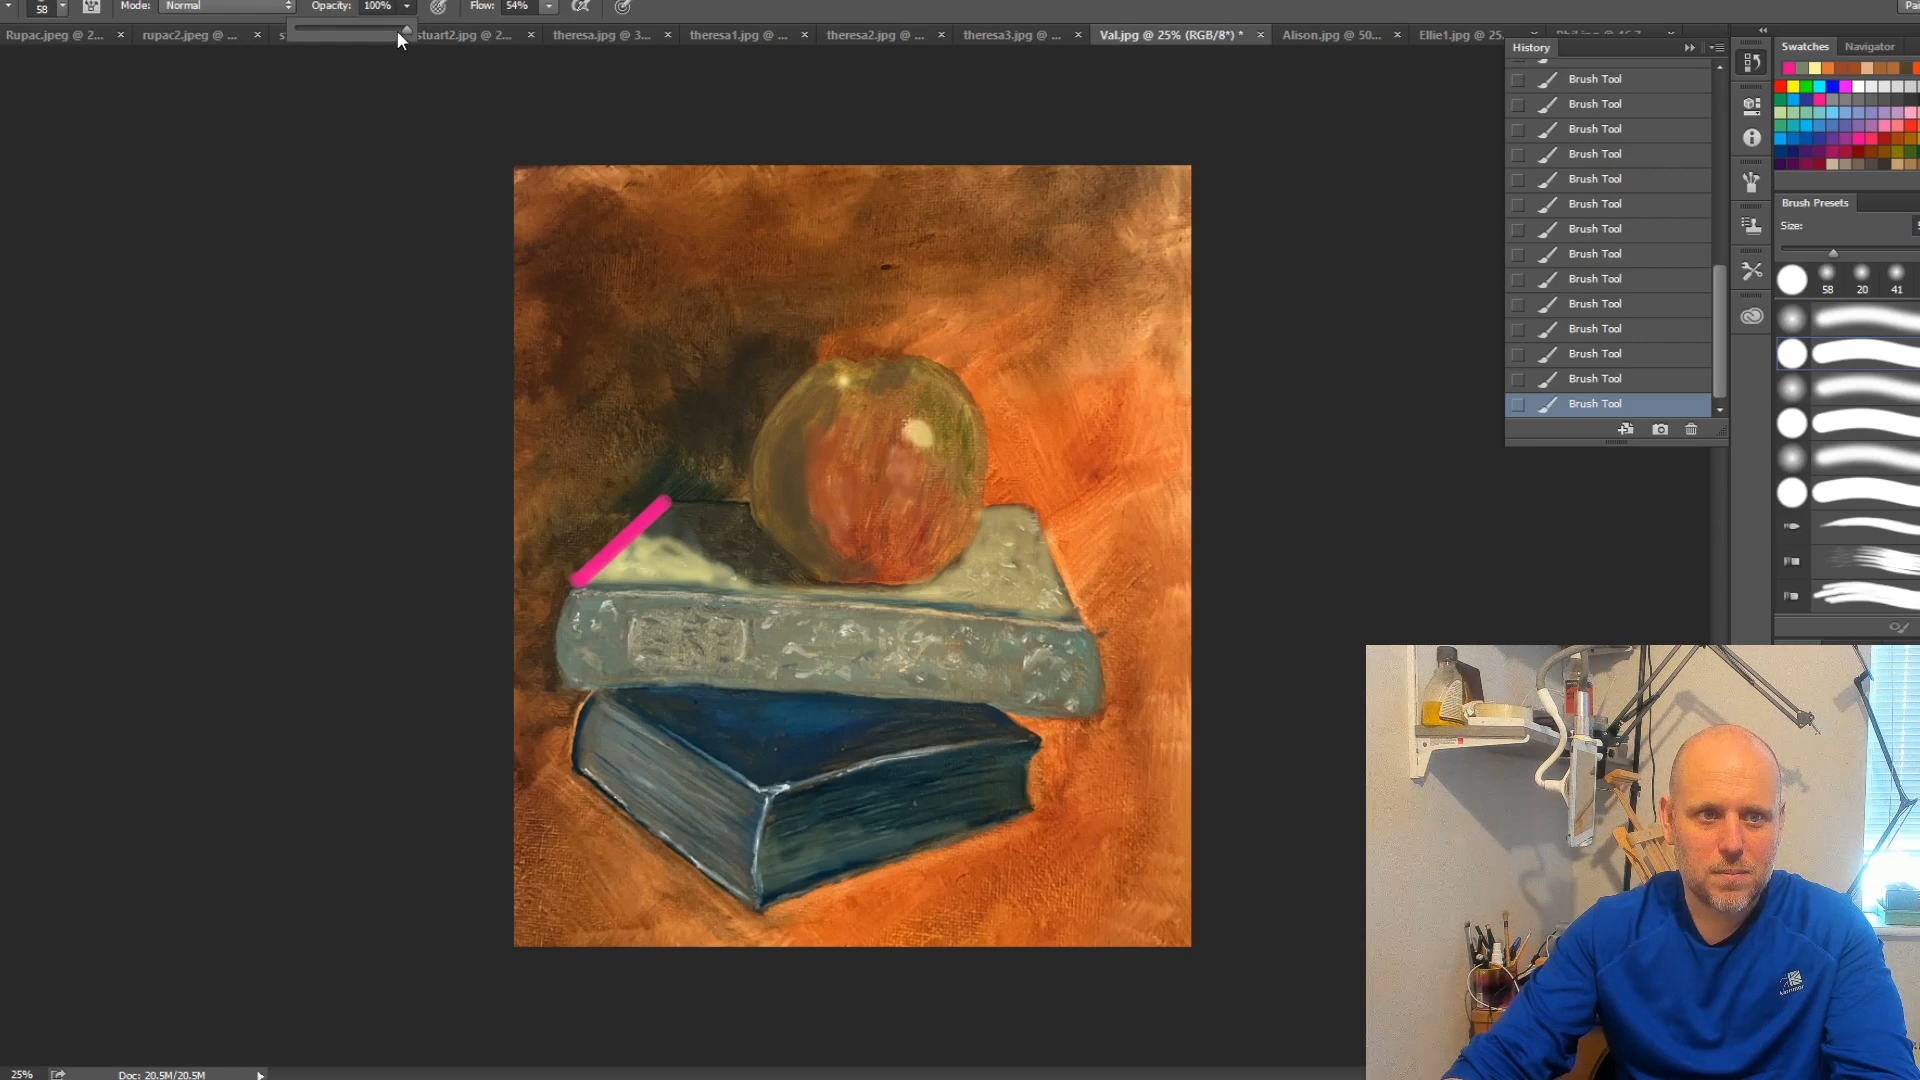 58 Mode: Normal Opacity: 100% Flow: 54%
Rupac.jpeg @ 2... rupac2.jpeg @ ... stuart2.jpg @ 2... theresa.jpg @ 3... theresa1.jpg @ ... theresa2.jpg @ ... theresa3.jpg @ ... Val.jpg @ 25% (RGB/8*) * Alison.jpg @ 50... Ellie1.jpg @ 25...
History
Swatches Navigator
Brush Tool
Brush Tool
Brush Tool
Brush Tool
Brush Tool
Brush Tool
Brush Tool
Brush Tool
Brush Tool
Brush Tool
Brush Tool
Brush Tool
Brush Tool
Brush Tool
Brush Presets
Size:
58 20 41
25% Doc: 20.5M/20.5M